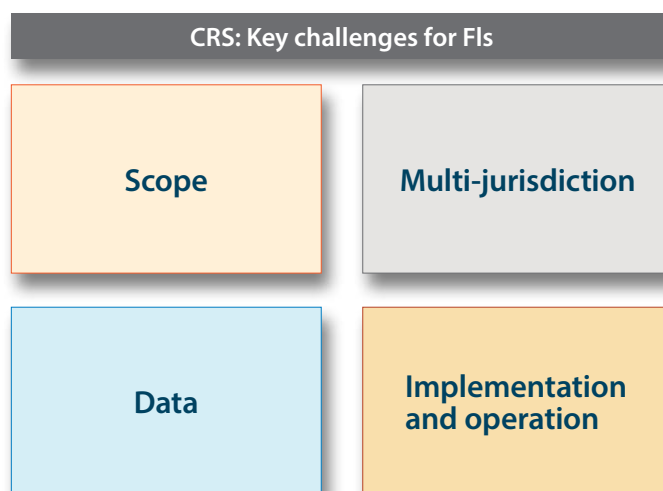 CRS: Key challenges for FIs
Scope
Multi-jurisdiction
Data
Implementation
and operation